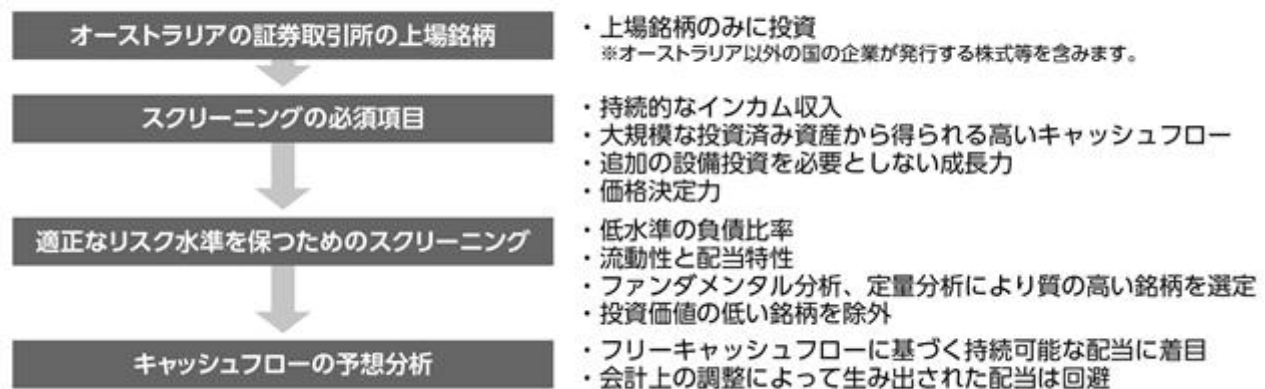 オーストラリアの証券取引所の上場銘柄
・上場銘柄のみに投資
※オーストラリア以外の国の企業が発行する株式等を含みます。
スクリーニングの必須項目
・持続的なインカム収入
・大規模な投資済み資産から得られる高いキャッシュフロー
・追加の設備投資を必要としない成長力
・価格決定力
適正なリスク水準を保つためのスクリーニング
・低水準の負債比率
・流動性と配当特性
・ファンダメンタル分析、定量分析により質の高い銘柄を選定
・投資価値の低い銘柄を除外
キャッシュフローの予想分析
・フリーキャッシュフローに基づく持続可能な配当に着目
・会計上の調整によって生み出された配当は回避